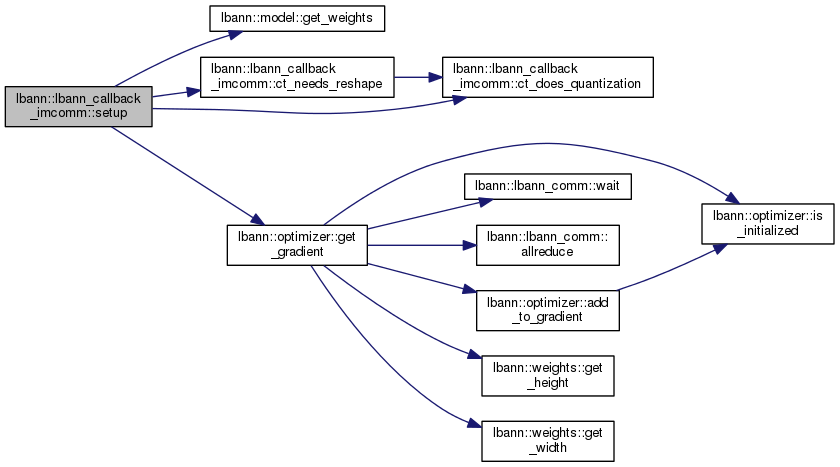 lbann::model::get_weights
lbann::lbann_callback
_imcomm::ct_needs_reshape
lbann::lbann_callback
_imcomm::ct_does_quantization
lbann::lbann_callback
_imcomm::setup
lbann::lbann_comm::wait
lbann::optimizer::is
_initialized
lbann::optimizer::get
_gradient
lbann::lbann_comm::
allreduce
lbann::optimizer::add
_to_gradient
lbann::weights::get
_height
lbann::weights::get
_width